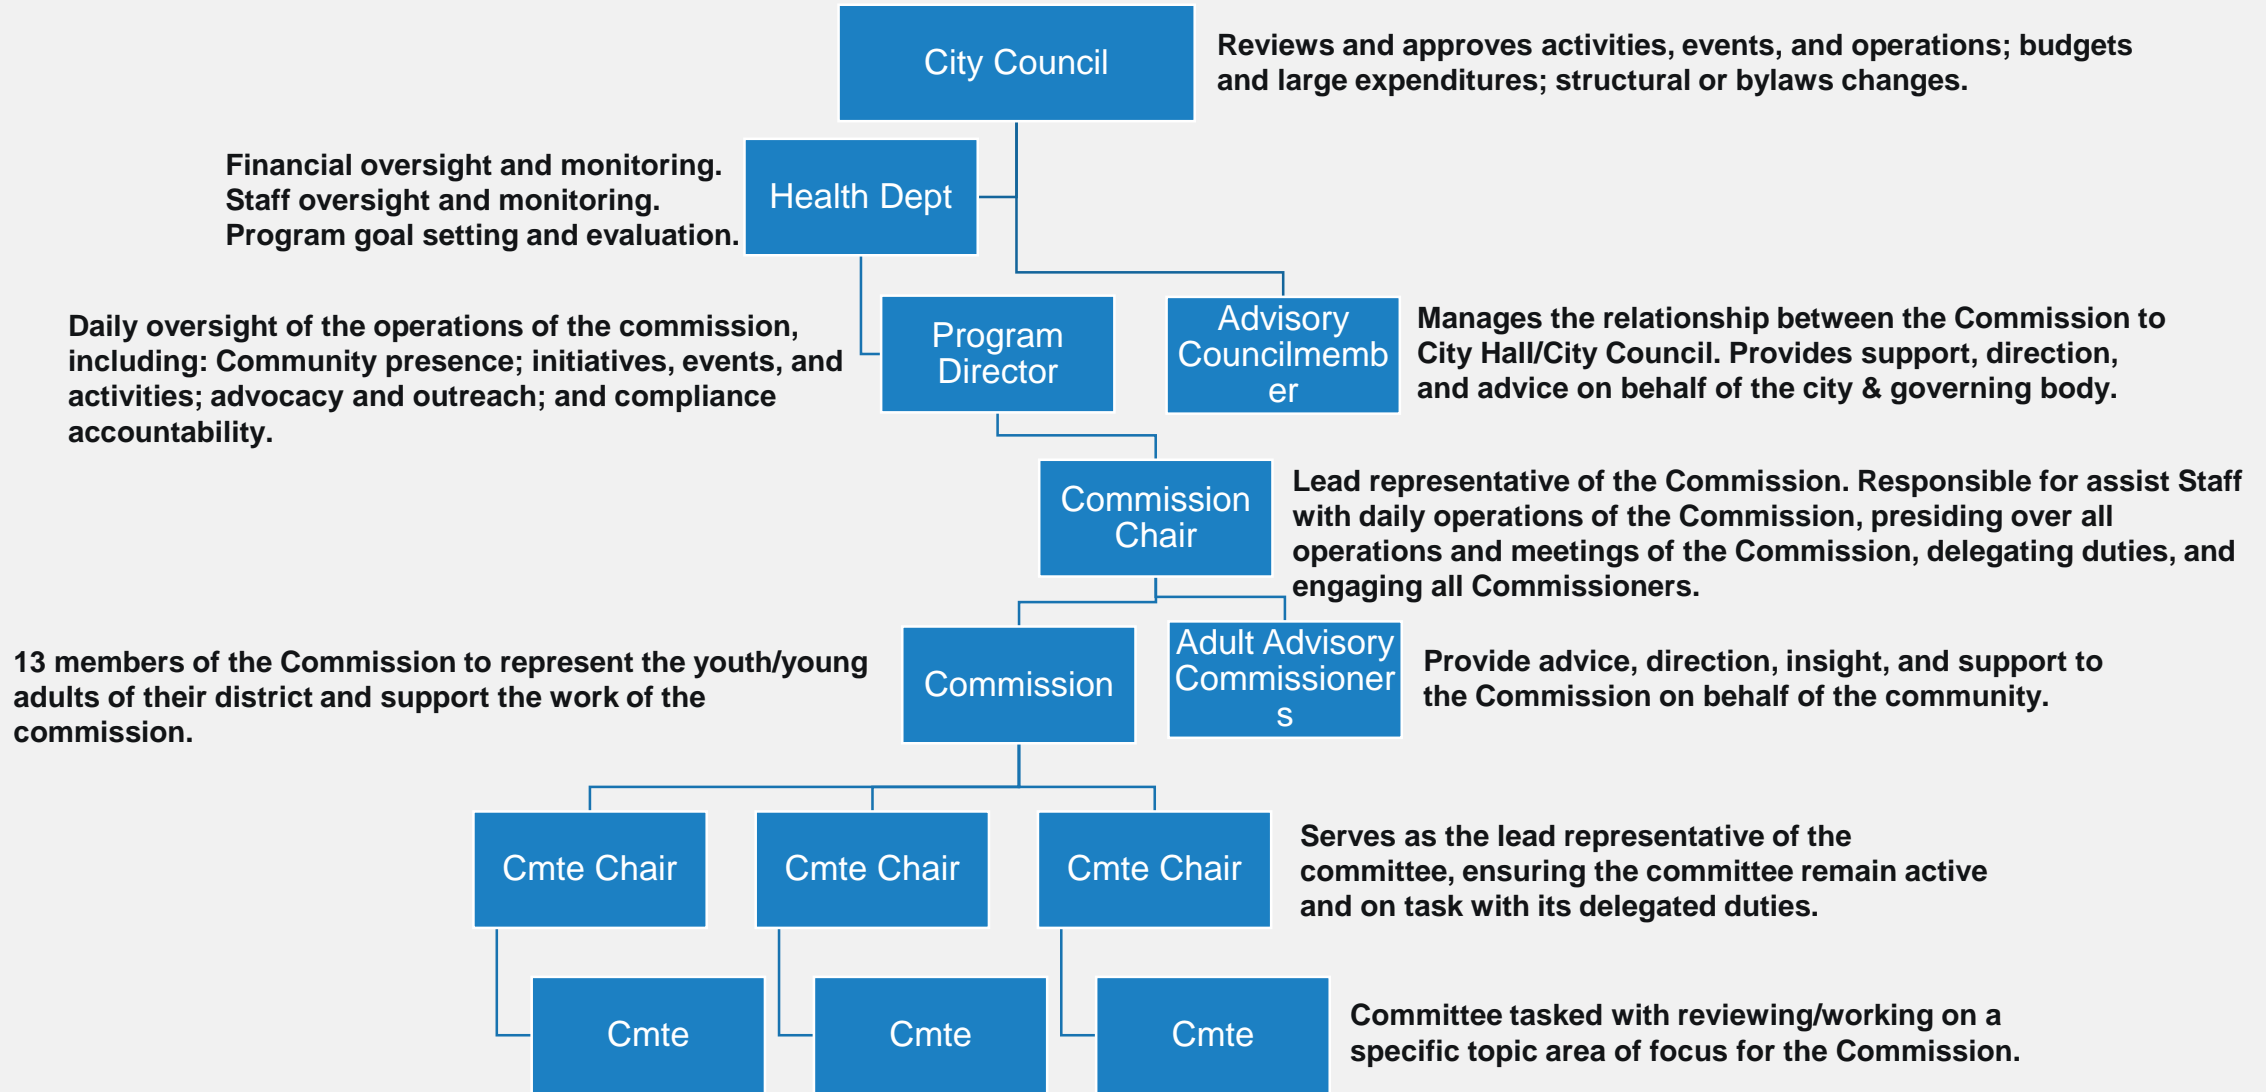 City Council
Reviews and approves activities, events, and operations; budgets
and large expenditures; structural or bylaws changes.
Financial oversight and monitoring.
Staff oversight and monitoring.
Program goal setting and evaluation.
Health Dept
Daily oversight of the operations of the commission,
including: Community presence; initiatives, events, and
activities; advocacy and outreach; and compliance
accountability.
Program
Director
Advisory
Councilmemb
er
Manages the relationship between the Commission to
City Hall/City Council. Provides support, direction,
and advice on behalf of the city & governing body.
Commission
Chair
Lead representative of the Commission. Responsible for assist Staff
with daily operations of the Commission, presiding over all
operations and meetings of the Commission, delegating duties, and
engaging all Commissioners.
13 members of the Commission to represent the youth/young
adults of their district and support the work of the
commission.
Commission
Adult Advisory
Commissioner
s
Provide advice, direction, insight, and support to
the Commission on behalf of the community.
Cmte Chair
Cmte Chair
Cmte Chair
Serves as the lead representative of the
committee, ensuring the committee remain active
and on task with its delegated duties.
Cmte
Cmte
Cmte
Committee tasked with reviewing/working on a
specific topic area of focus for the Commission.